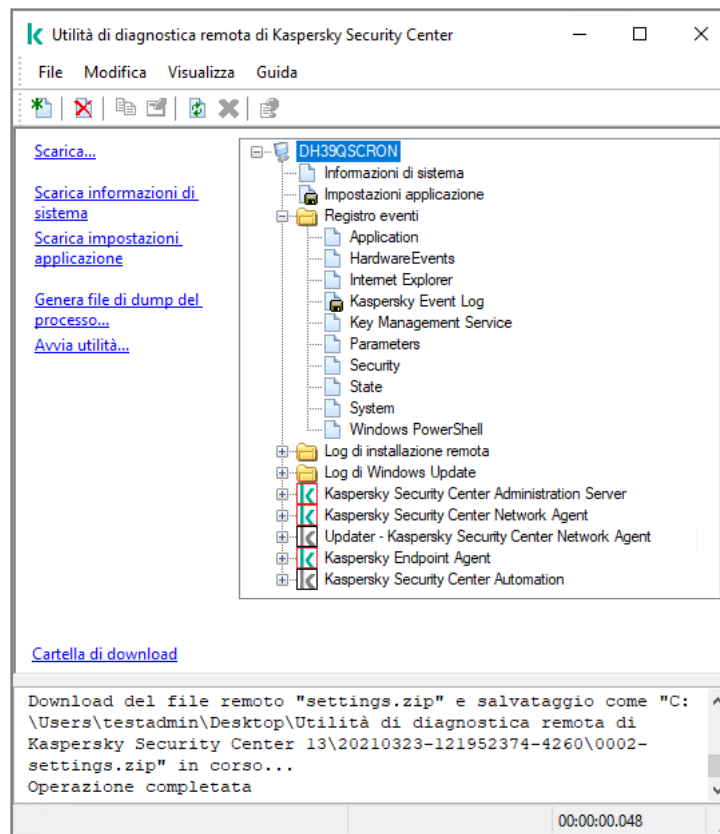 Utilità di diagnostica remota di Kaspersky Security Center
File Modifica Visualizza Guida
Scarica...
Scarica informazioni di
sistema
Scarica impostazioni
applicazione
Genera file di dump del
processo...
Avvia utilità...
DH39QSCRON
Informazioni di sistema
Impostazioni applicazione
Registro eventi
Application
HardwareEvents
Internet Explorer
Kaspersky Event Log
Key Management Service
Parameters
Security
State
System
Windows PowerShell
Log di installazione remota
Log di Windows Update
Kaspersky Security Center Administration Server
Kaspersky Security Center Network Agent
Updater - Kaspersky Security Center Network Agent
Kaspersky Endpoint Agent
Kaspersky Security Center Automation
Cartella di download
Download del file remoto "settings.zip" e salvataggio come "C:
\Users\testadmin\Desktop\Utilità di diagnostica remota di
Kaspersky Security Center 13\20210323-121952374-4260\0002-
settings.zip" in corso...
Operazione completata
00:00:00.048